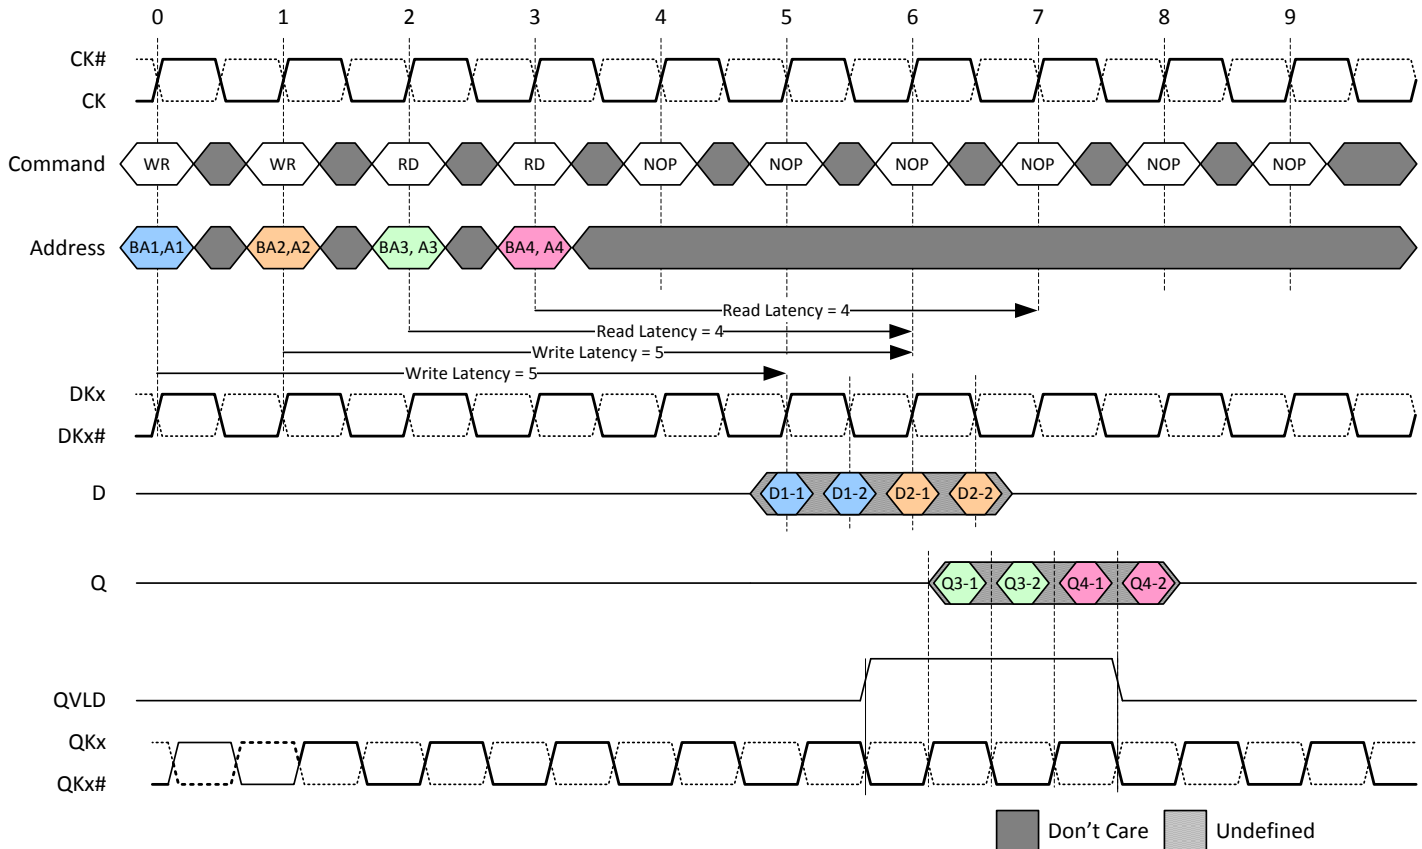 0 1 2 3 4 5 6 7 8 9
CK#
CK
Command WR WR RD RD NOP NOP NOP NOP NOP NOP
Address BA1,A1 BA2,A2 BA3, A3 BA4, A4
Read Latency = 4
Read Latency = 4
Write Latency = 5
Write Latency = 5
DKx
DKx#
D D1-1 D1-2 D2-1 D2-2
Q Q3-1 Q3-2 Q4-1 Q4-2
QVLD
QKx
QKx#
Don't Care Undefined